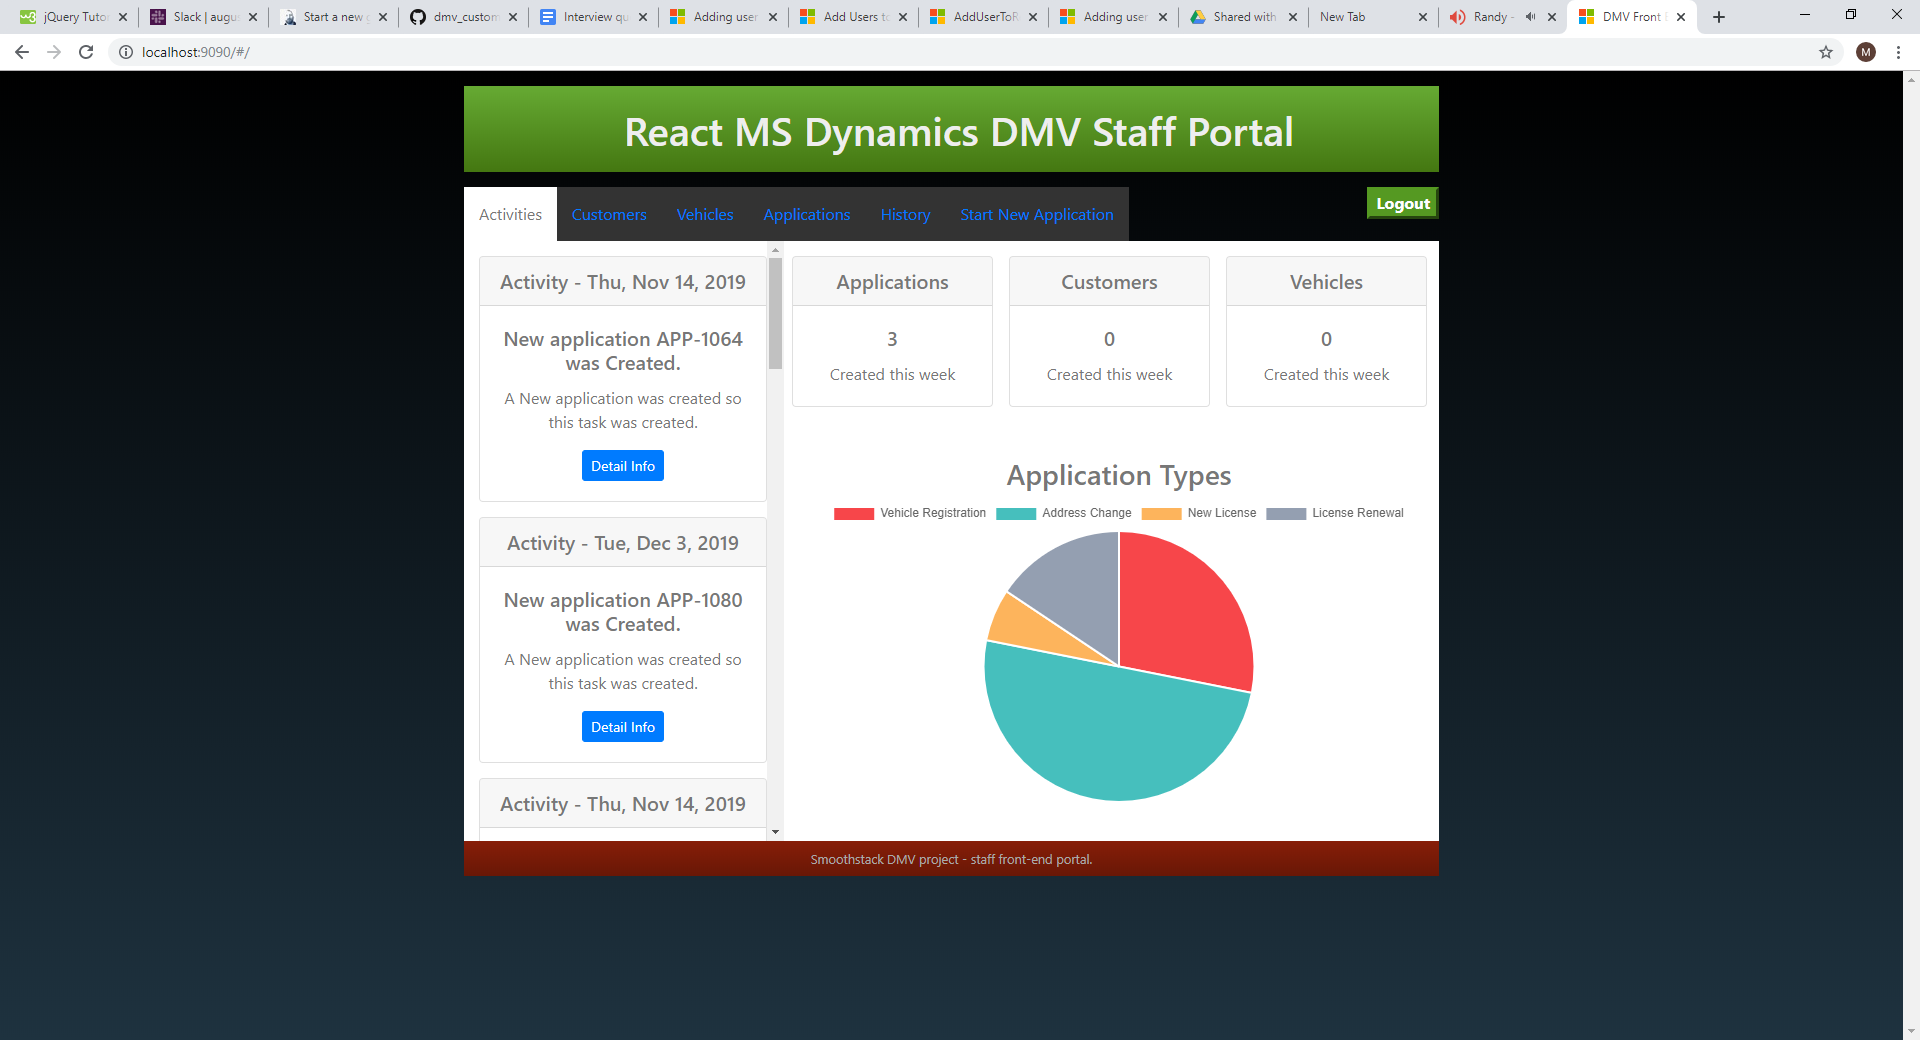 jQuery Tutor
Slack | augus
Start a new g
dmv_custom
Interview qu
Adding user
Add Users to
AddUserToR
Adding user
Shared with
New Tab
Randy -
DMV Front
localhost:9090/#/
M
React MS Dynamics DMV Staff Portal
Activities
Customers
Vehicles
Applications
History
Start New Application
Logout
Activity - Thu, Nov 14, 2019
New application APP-1064
was Created.
A New application was created so
this task was created.
Detail Info
Activity - Tue, Dec 3, 2019
New application APP-1080
was Created.
A New application was created so
this task was created.
Detail Info
Activity - Thu, Nov 14, 2019
Applications
3
Created this week
Customers
0
Created this week
Vehicles
0
Created this week
Application Types
Vehicle Registration
Address Change
New License
License Renewal
Smoothstack DMV project - staff front-end portal.